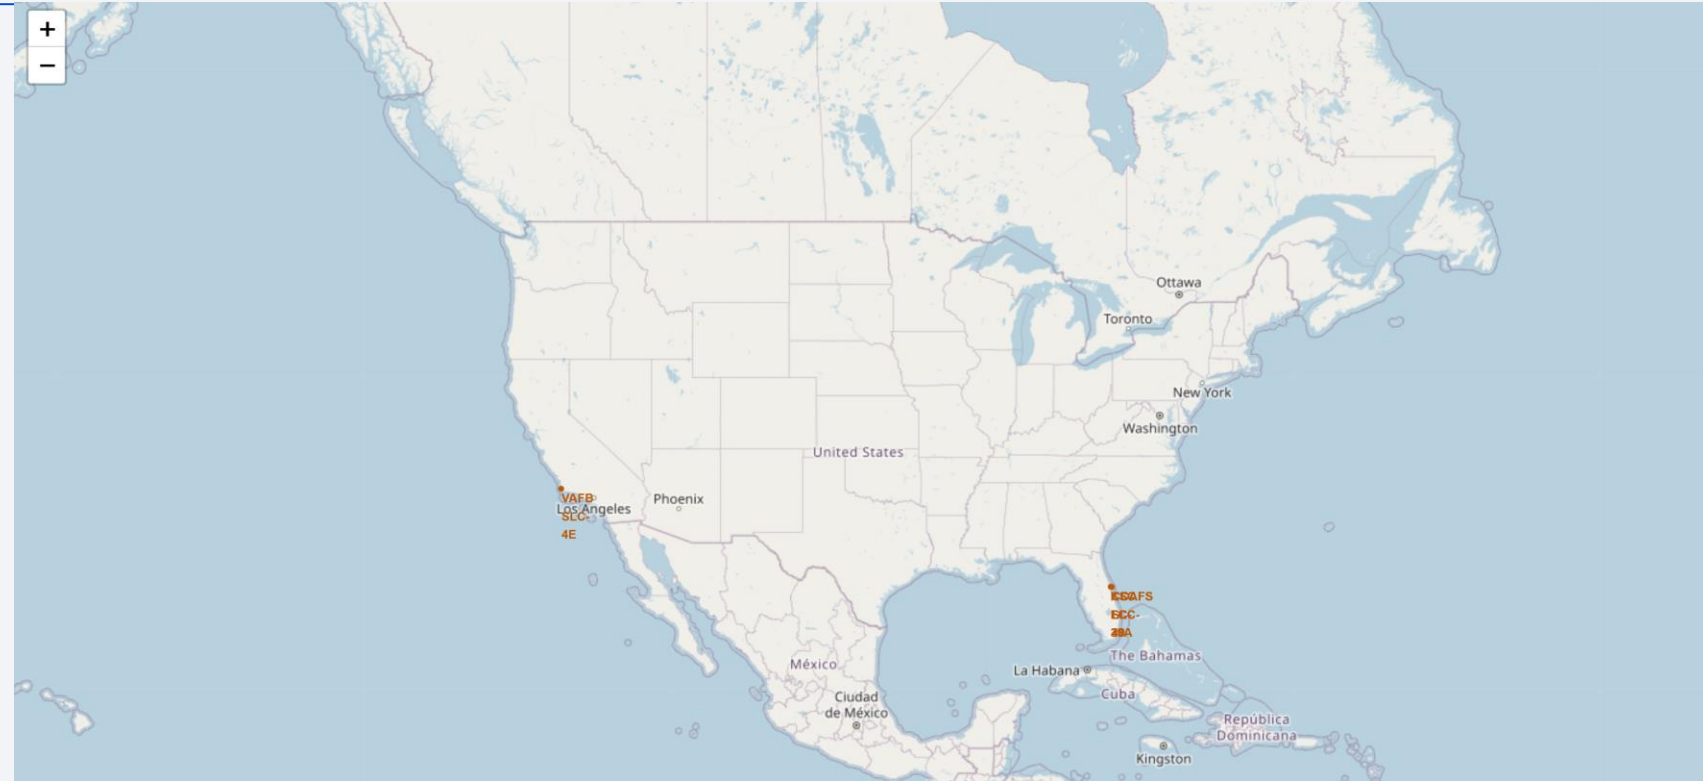 +
−
Ottawa
Toronto
New York
Washington
United States
Phoenix
VAFB
Los Angeles
SLC-
4E
The Bahamas
La Habana
México
Cuba
Ciudad
de México
República
Dominicana
Kingston